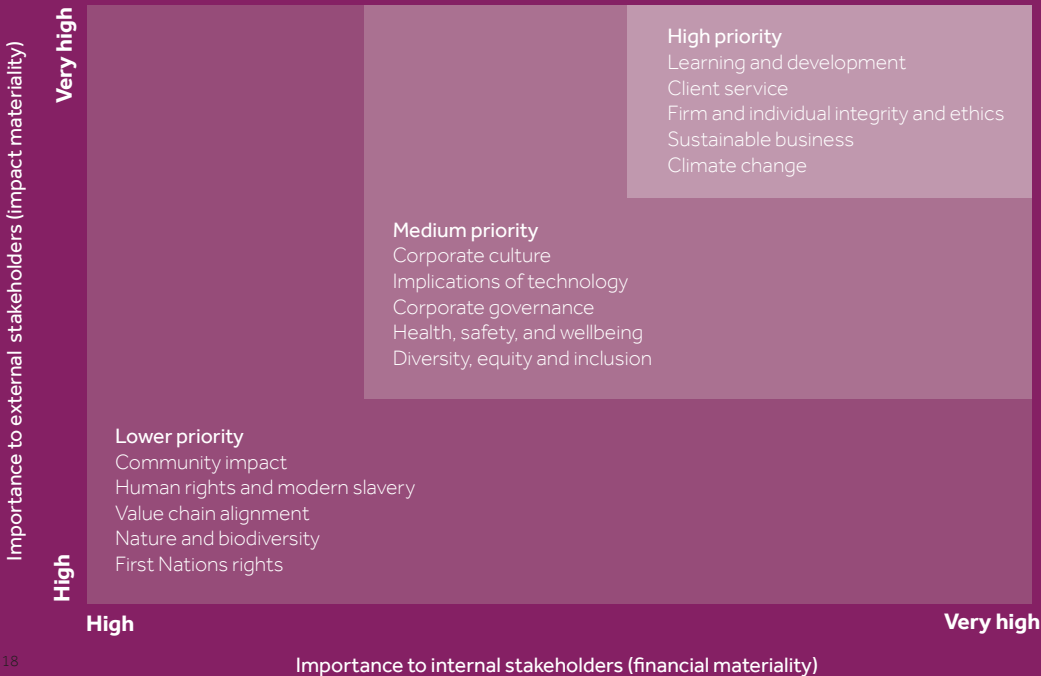 Importance to external stakeholders (impact materiality)
Very high
High priority
Learning and development
Client service
Firm and individual integrity and ethics
Sustainable business
Climate change
Medium priority
Corporate culture
Implications of technology
Corporate governance
Health, safety, and wellbeing
Diversity, equity and inclusion
Lower priority
Community impact
Human rights and modern slavery
Value chain alignment
Nature and biodiversity
First Nations rights
High
High
Very high
Importance to internal stakeholders (financial materiality)
18